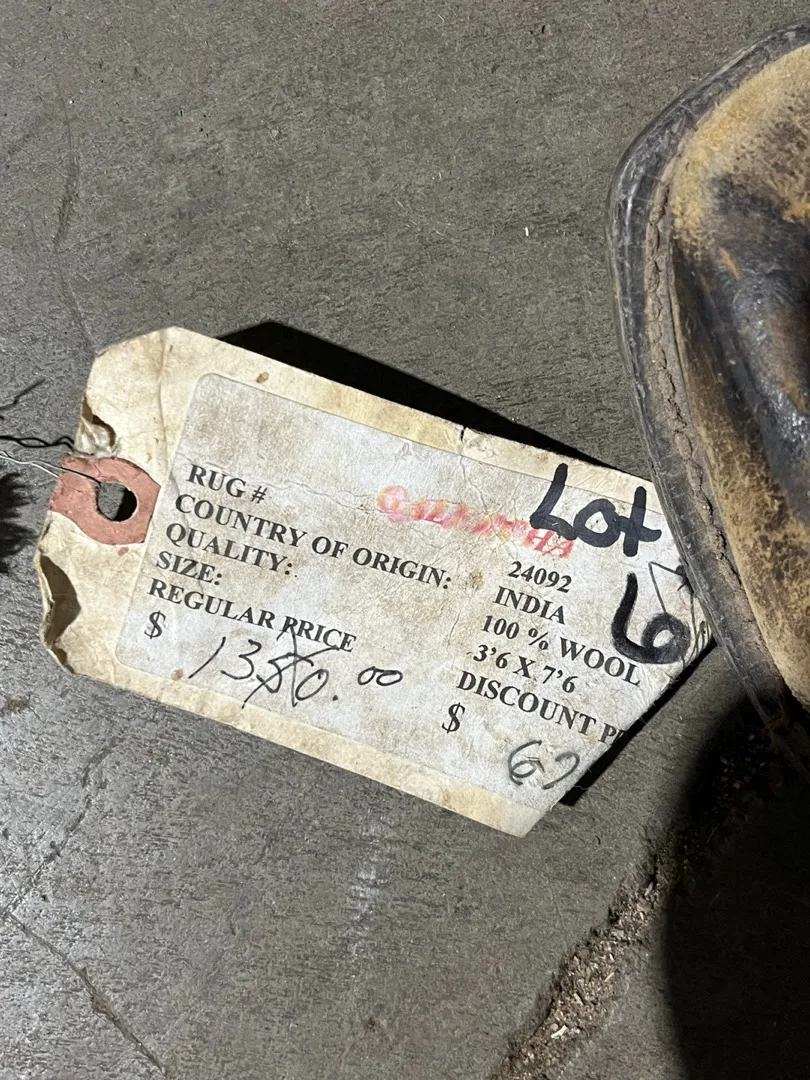 Lot
RUG # 24092
COUNTRY OF ORIGIN: INDIA
6
QUALITY: 100 % WOOL
SIZE: 3'6 X 7'6
REGULAR PRICE DISCOUNT
$ 1350.00 $ 67